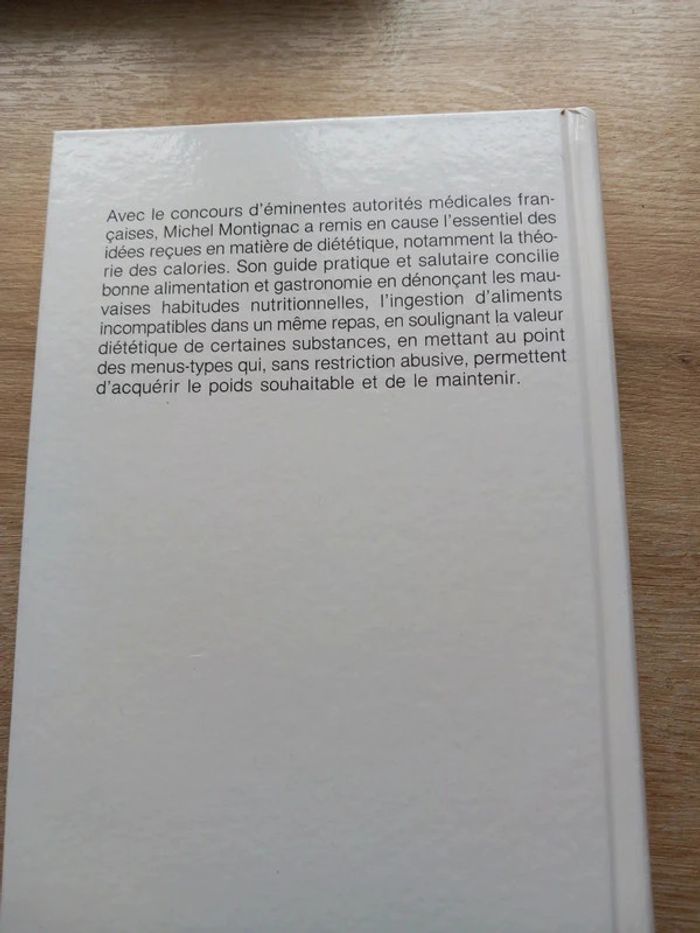 Avec le concours d'éminentes autorités médicales fran-
çaises, Michel Montignac a remis en cause l'essentiel des
idées reçues en matière de diététique, notamment la théo-
rie des calories. Son guide pratique et salutaire concilie
bonne alimentation et gastronomie en dénonçant les mau-
vaises habitudes nutritionnelles, l'ingestion d'aliments
incompatibles dans un même repas, en soulignant la valeur
diététique de certaines substances, en mettant au point
des menus-types qui, sans restriction abusive, permettent
d'acquérir le poids souhaitable et de le maintenir.